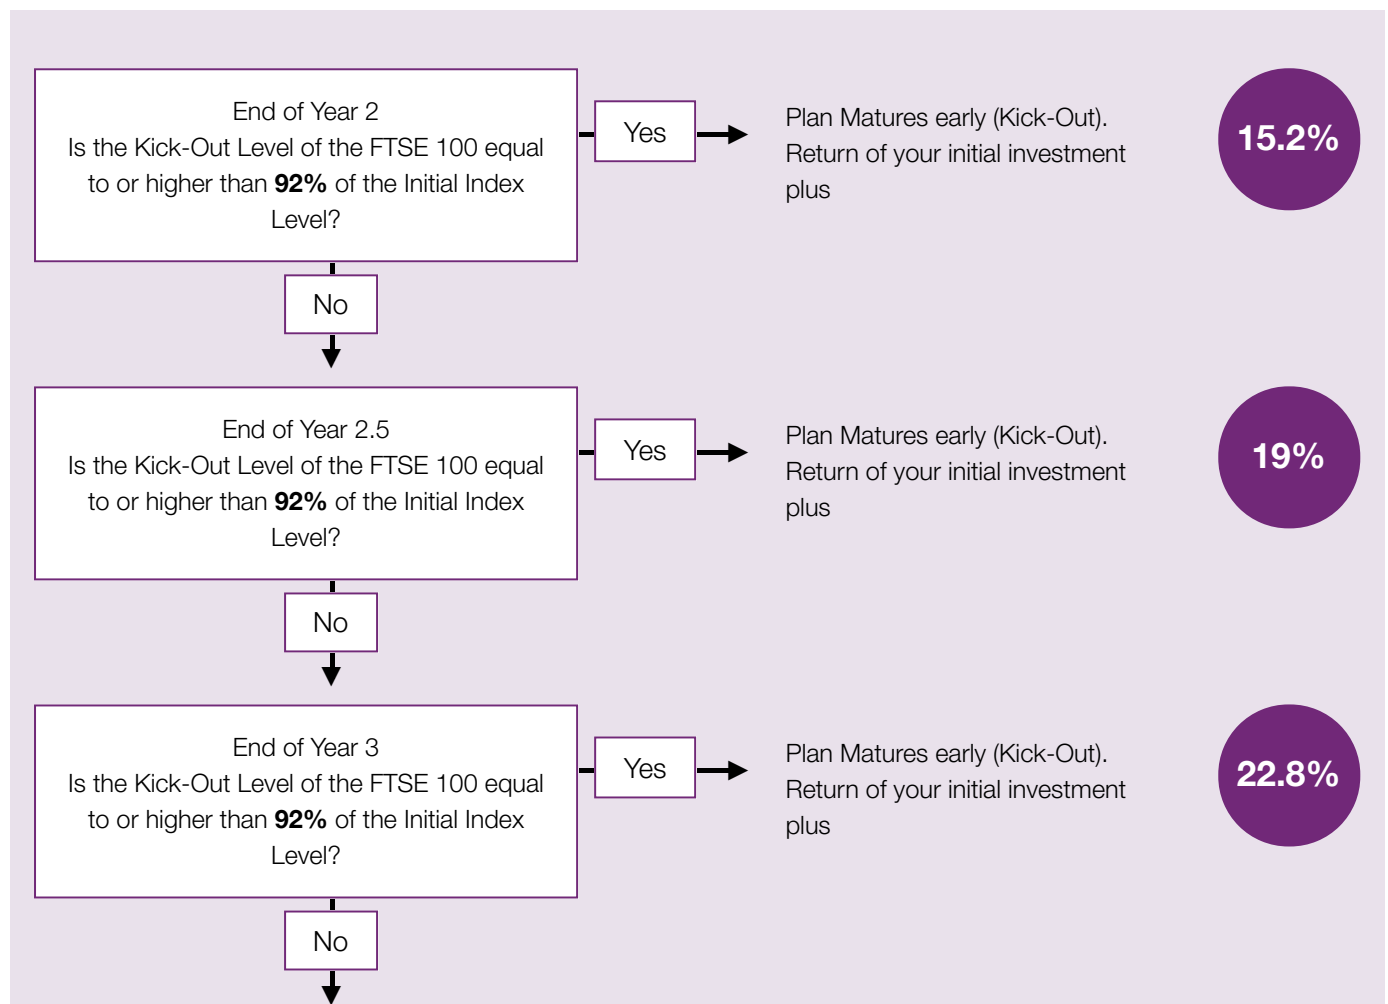 End of Year 2
Is the Kick-Out Level of the FTSE 100 equal
to or higher than 92% of the Initial Index
Level?
Yes
Plan Matures early (Kick-Out).
Return of your initial investment
plus
15.2%
No
End of Year 2.5
Is the Kick-Out Level of the FTSE 100 equal
to or higher than 92% of the Initial Index
Level?
Yes
Plan Matures early (Kick-Out).
Return of your initial investment
plus
19%
No
End of Year 3
Is the Kick-Out Level of the FTSE 100 equal
to or higher than 92% of the Initial Index
Level?
Yes
Plan Matures early (Kick-Out).
Return of your initial investment
plus
22.8%
No